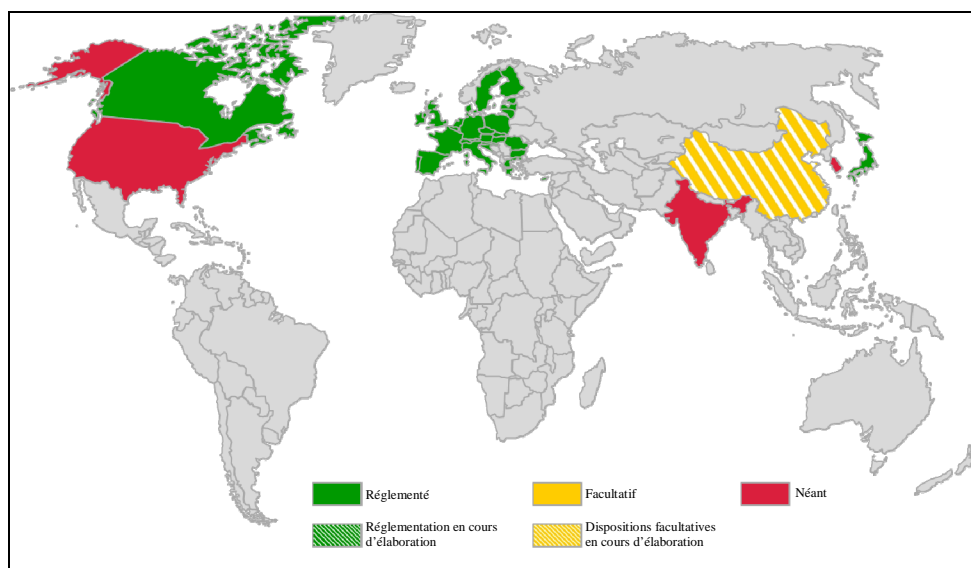 Réglementé
Facultatif
Néant
Réglementation en cours
d’élaboration
Dispositions facultatives
en cours d’élaboration